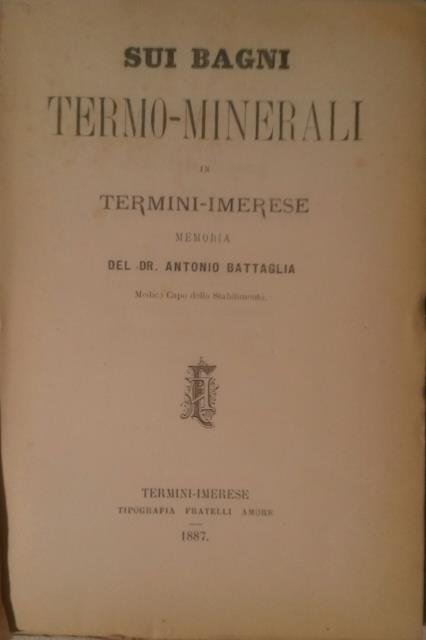 SUI BAGNI
TERMO-MINERALI
IN
TERMINI-IMERESE
MEMORIA
DEL DR. ANTONIO BATTAGLIA
Medico Capo dello Stabilimento.
TERMINI-IMERESE
TIPOGRAFIA FRATELLI AMORE
1887.